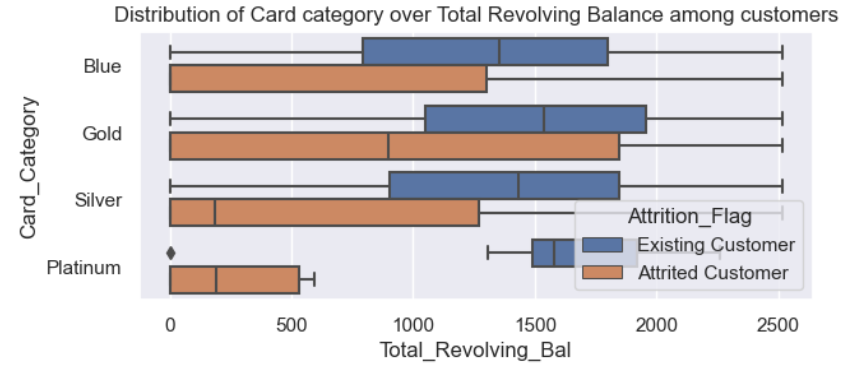 Distribution of Card category over Total Revolving Balance among customers
Card_Category
Blue
Gold
Silver
Platinum
Attrition_Flag
Existing Customer
Attrited Customer
0 500 1000 1500 2000 2500
Total_Revolving_Bal